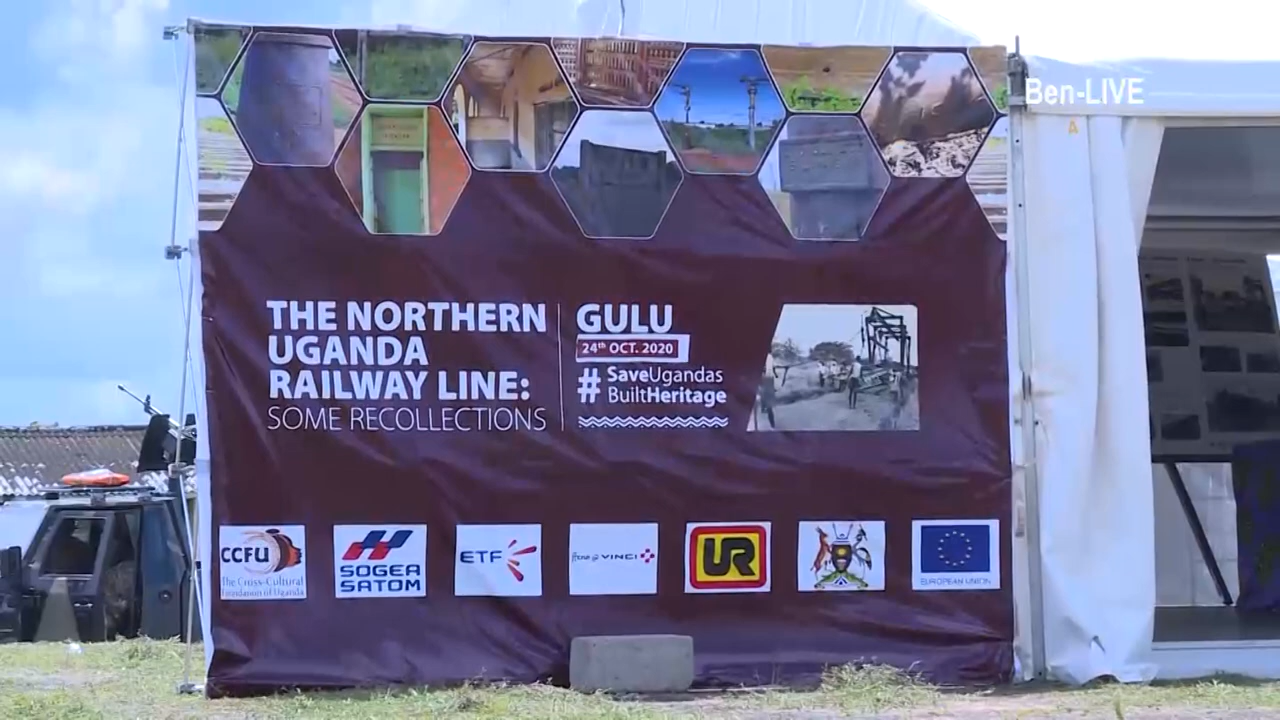 Ben-LIVE
A
THE NORTHERN
UGANDA
RAILWAY LINE:
SOME RECOLLECTIONS
GULU
24th OCT. 2020
# SaveUgandas
BuiltHeritage
CCFU
The Cross-Cultural
Foundation of Uganda
SOGEA
SATOM
ETF
VINCI
UR
EUROPEAN UNION